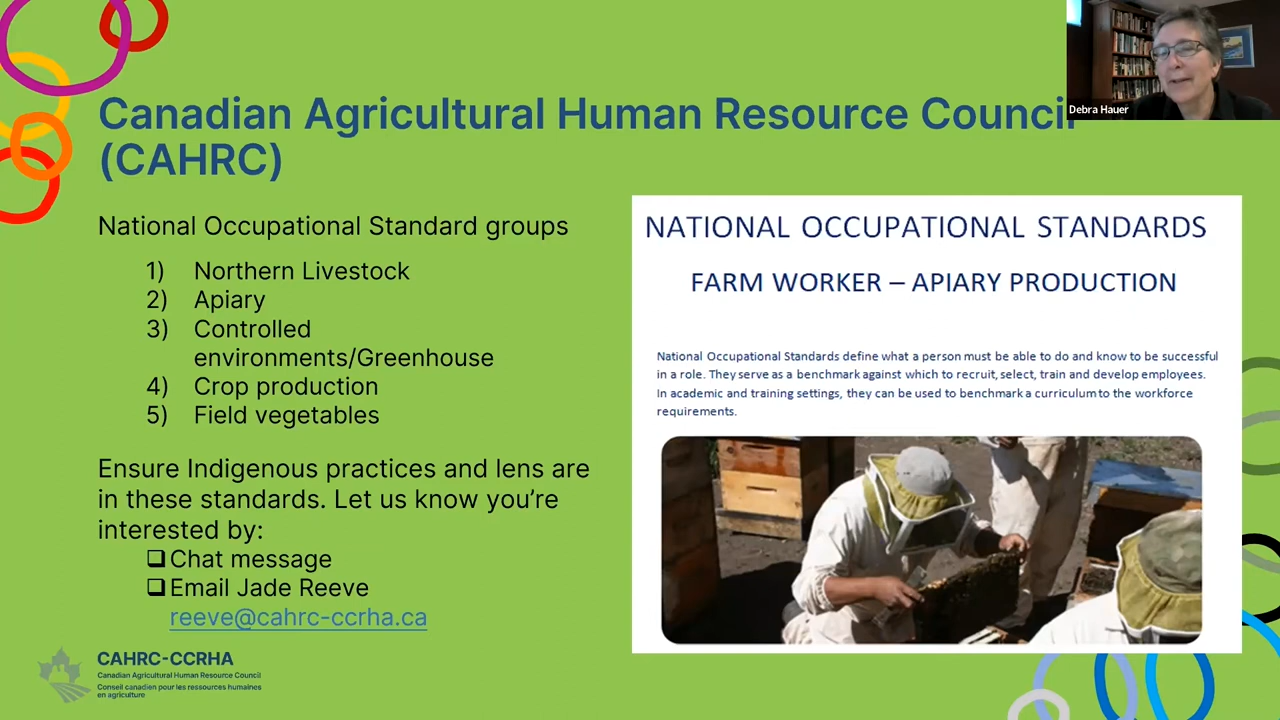 Debra Hauer
Canadian Agricultural Human Resource Council
(CAHRC)
National Occupational Standard groups
1) Northern Livestock
2) Apiary
3) Controlled
environments/Greenhouse
4) Crop production
5) Field vegetables
Ensure Indigenous practices and lens are
in these standards. Let us know you’re
interested by:
❑ Chat message
❑ Email Jade Reeve
reeve@cahrc-ccrha.ca
CAHRC-CCRHA
Canadian Agricultural Human Resource Council
Conseil canadien pour les ressources humaines
en agriculture
NATIONAL OCCUPATIONAL STANDARDS
FARM WORKER – APIARY PRODUCTION
National Occupational Standards define what a person must be able to do and know to be successful
in a role. They serve as a benchmark against which to recruit, select, train and develop employees.
In academic and training settings, they can be used to benchmark a curriculum to the workforce
requirements.